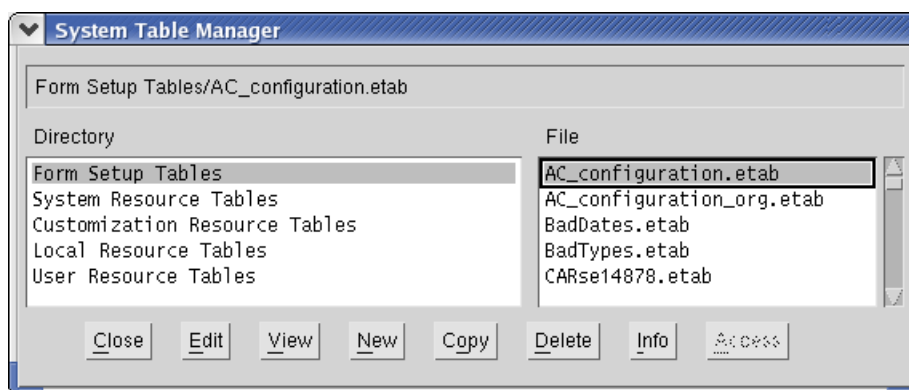 System Table Manager
Form Setup Tables/AC_configuration.etab
Directory
File
Form Setup Tables
System Resource Tables
Customization Resource Tables
Local Resource Tables
User Resource Tables
AC_configuration.etab
AC_configuration_org.etab
BadDates.etab
BadTypes.etab
CARse14878.etab
Close Edit View New Copy Delete Info Access